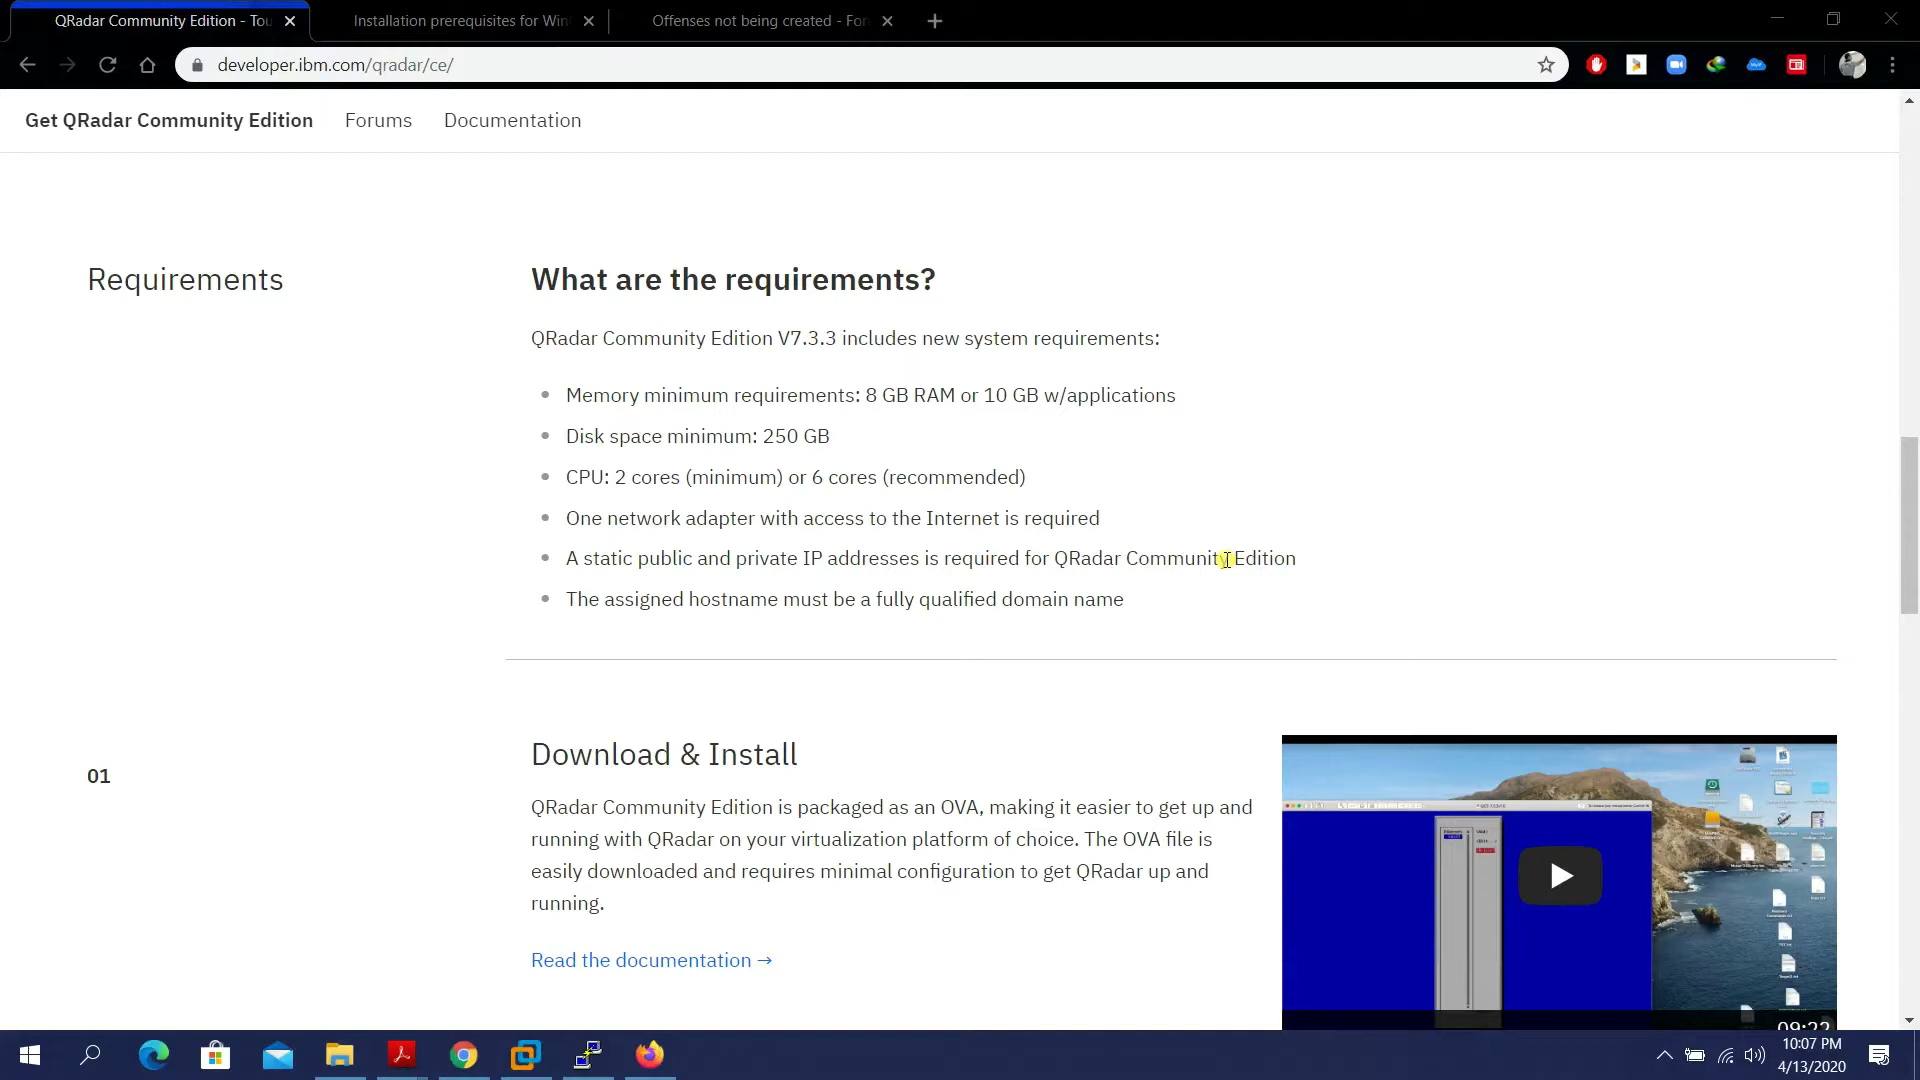 QRadar Community Edition - Tou
Installation prerequisites for Win
Offenses not being created - For
developer.ibm.com/qradar/ce/
Get QRadar Community Edition
Forums
Documentation
Requirements
What are the requirements?
QRadar Community Edition V7.3.3 includes new system requirements:
Memory minimum requirements: 8 GB RAM or 10 GB w/applications
Disk space minimum: 250 GB
CPU: 2 cores (minimum) or 6 cores (recommended)
One network adapter with access to the Internet is required
A static public and private IP addresses is required for QRadar Community Edition
The assigned hostname must be a fully qualified domain name
01
Download & Install
QRadar Community Edition is packaged as an OVA, making it easier to get up and
running with QRadar on your virtualization platform of choice. The OVA file is
easily downloaded and requires minimal configuration to get QRadar up and
running.
Read the documentation →
09:22
10:07 PM
4/13/2020